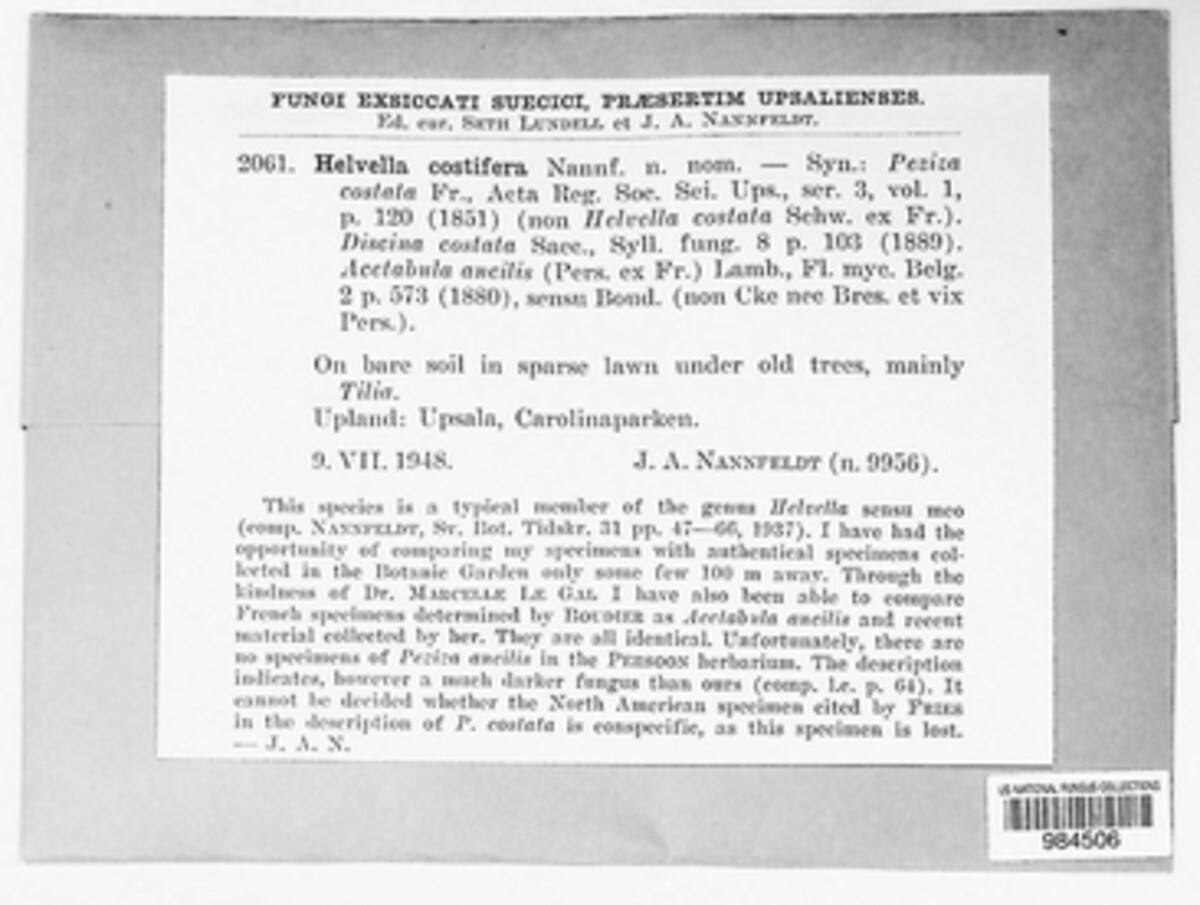 FUNGI EXSICCATI SUECICI, PRÆSERTIM UPSALIENSES.
Ed. cur. SETH LUNDELL et J. A. NANNFELDT.
2061. Helvella costifera Nannf. n. nom. — Syn.: Peziza
costata Fr., Acta Reg. Soc. Sci. Ups., ser. 3, vol. 1,
p. 120 (1851) (non Helvella costata Schw. ex Fr.).
Discina costata Sacc., Syll. fung. 8 p. 103 (1889).
Acetabula ancilis (Pers. ex Fr.) Lamb., Fl. myc. Belg.
2 p. 573 (1880), sensu Boud. (non Cke nec Bres. et vix
Pers.).
On bare soil in sparse lawn under old trees, mainly
Tilia.
Upland: Upsala, Carolinaparken.
9. VII. 1948. J. A. NANNFELDT (n. 9956).
This species is a typical member of the genus Helvella sensu meo
(comp. NANNFELDT, Sv. Bot. Tidskr. 31 pp. 47—66, 1937). I have had the
opportunity of comparing my specimens with authentical specimens col-
lected in the Botanic Garden only some few 100 m away. Through the
kindness of Dr. MARCELLE LE GAL I have also been able to compare
French specimens determined by BOUDIER as Acetabula ancilis and recent
material collected by her. They are all identical. Unfortunately, there are
no specimens of Peziza ancilis in the PERSOON herbarium. The description
indicates, however a much darker fungus than ours (comp. l.c. p. 64). It
cannot be decided whether the North American specimen cited by FRIES
in the description of P. costata is conspecific, as this specimen is lost.
— J. A. N.
US NATIONAL FUNGUS COLLECTIONS
984506